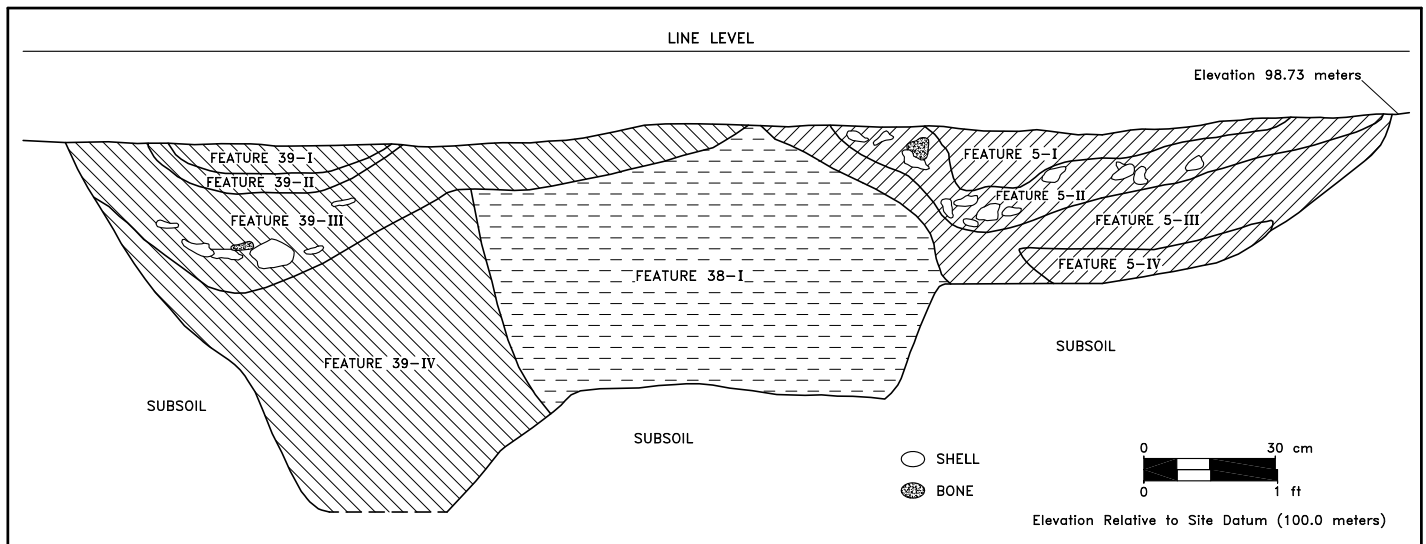 LINE LEVEL
Elevation 98.73 meters
FEATURE 39-I
FEATURE 39-II
FEATURE 39-III
FEATURE 39-IV
FEATURE 38-I
FEATURE 5-I
FEATURE 5-II
FEATURE 5-III
FEATURE 5-IV
SUBSOIL
SUBSOIL
SUBSOIL
SHELL
BONE
0 30 cm
0 1 ft
Elevation Relative to Site Datum (100.0 meters)